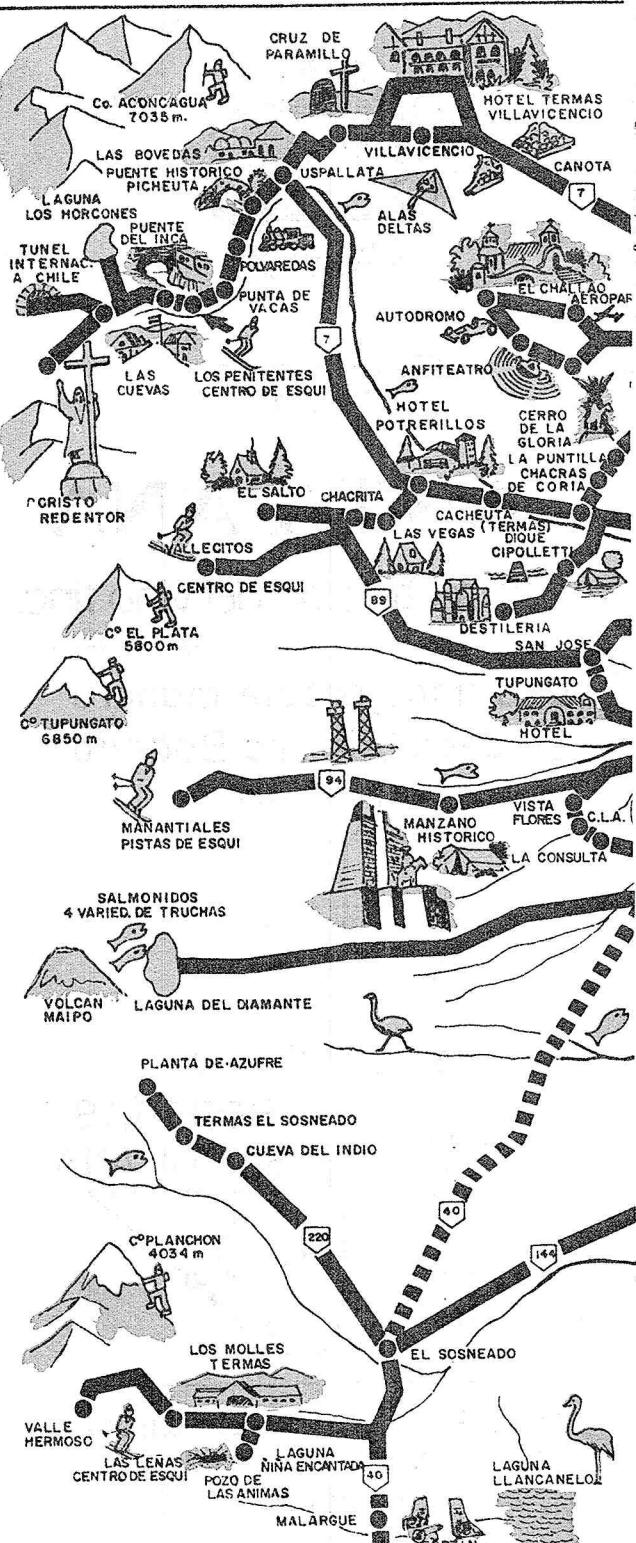 CRUZ DE
PARAMILLO
Co. ACONCAGUA
7035 m.
HOTEL TERMAS
VILLAVICENCIO
LAS BOVEDAS
VILLAVICENCIO
CANOTA
PUENTE HISTORICO
PICHEUTA
USPALLATA
7
LAGUNA
LOS HORCONES
ALAS
DELTAS
TUNEL
INTERNAC.
A CHILE
PUENTE
DEL INCA
POLVAREDAS
EL CHALLAO
AEROPAR
PUNTA DE
VACAS
AUTODROMO
7
LAS
CUEVAS
LOS PENITENTES
CENTRO DE ESQUI
ANFITEATRO
HOTEL
POTRERILLOS
CERRO
DE LA
GLORIA
LA PUNTILLA
CHACRAS
DE CORIA
CRISTO
REDENTOR
EL SALTO
CHACRITA
CACHEUTA
(TERMAS)
LAS VEGAS
DIQUE
CIPOLLETTI
VALLECITOS
CENTRO DE ESQUI
89
DESTILERIA
Cº EL PLATA
5800 m
SAN JOSE
TUPUNGATO
HOTEL
Cº TUPUNGATO
6850 m
94
MANANTIALES
PISTAS DE ESQUI
MANZANO
HISTORICO
VISTA
FLORES
C.L.A.
LA CONSULTA
SALMONIDOS
4 VARIED. DE TRUCHAS
VOLCAN
MAIPO
LAGUNA DEL DIAMANTE
PLANTA DE AZUFRE
TERMAS EL SOSNEADO
CUEVA DEL INDIO
40
220
144
Cº PLANCHON
4034 m
EL SOSNEADO
LOS MOLLES
TERMAS
VALLE
HERMOSO
LAS LEÑAS
CENTRO DE ESQUI
POZO DE
LAS ANIMAS
LAGUNA
NIÑA ENCANTADA
40
LAGUNA
LLANCANELO
MALARGUE